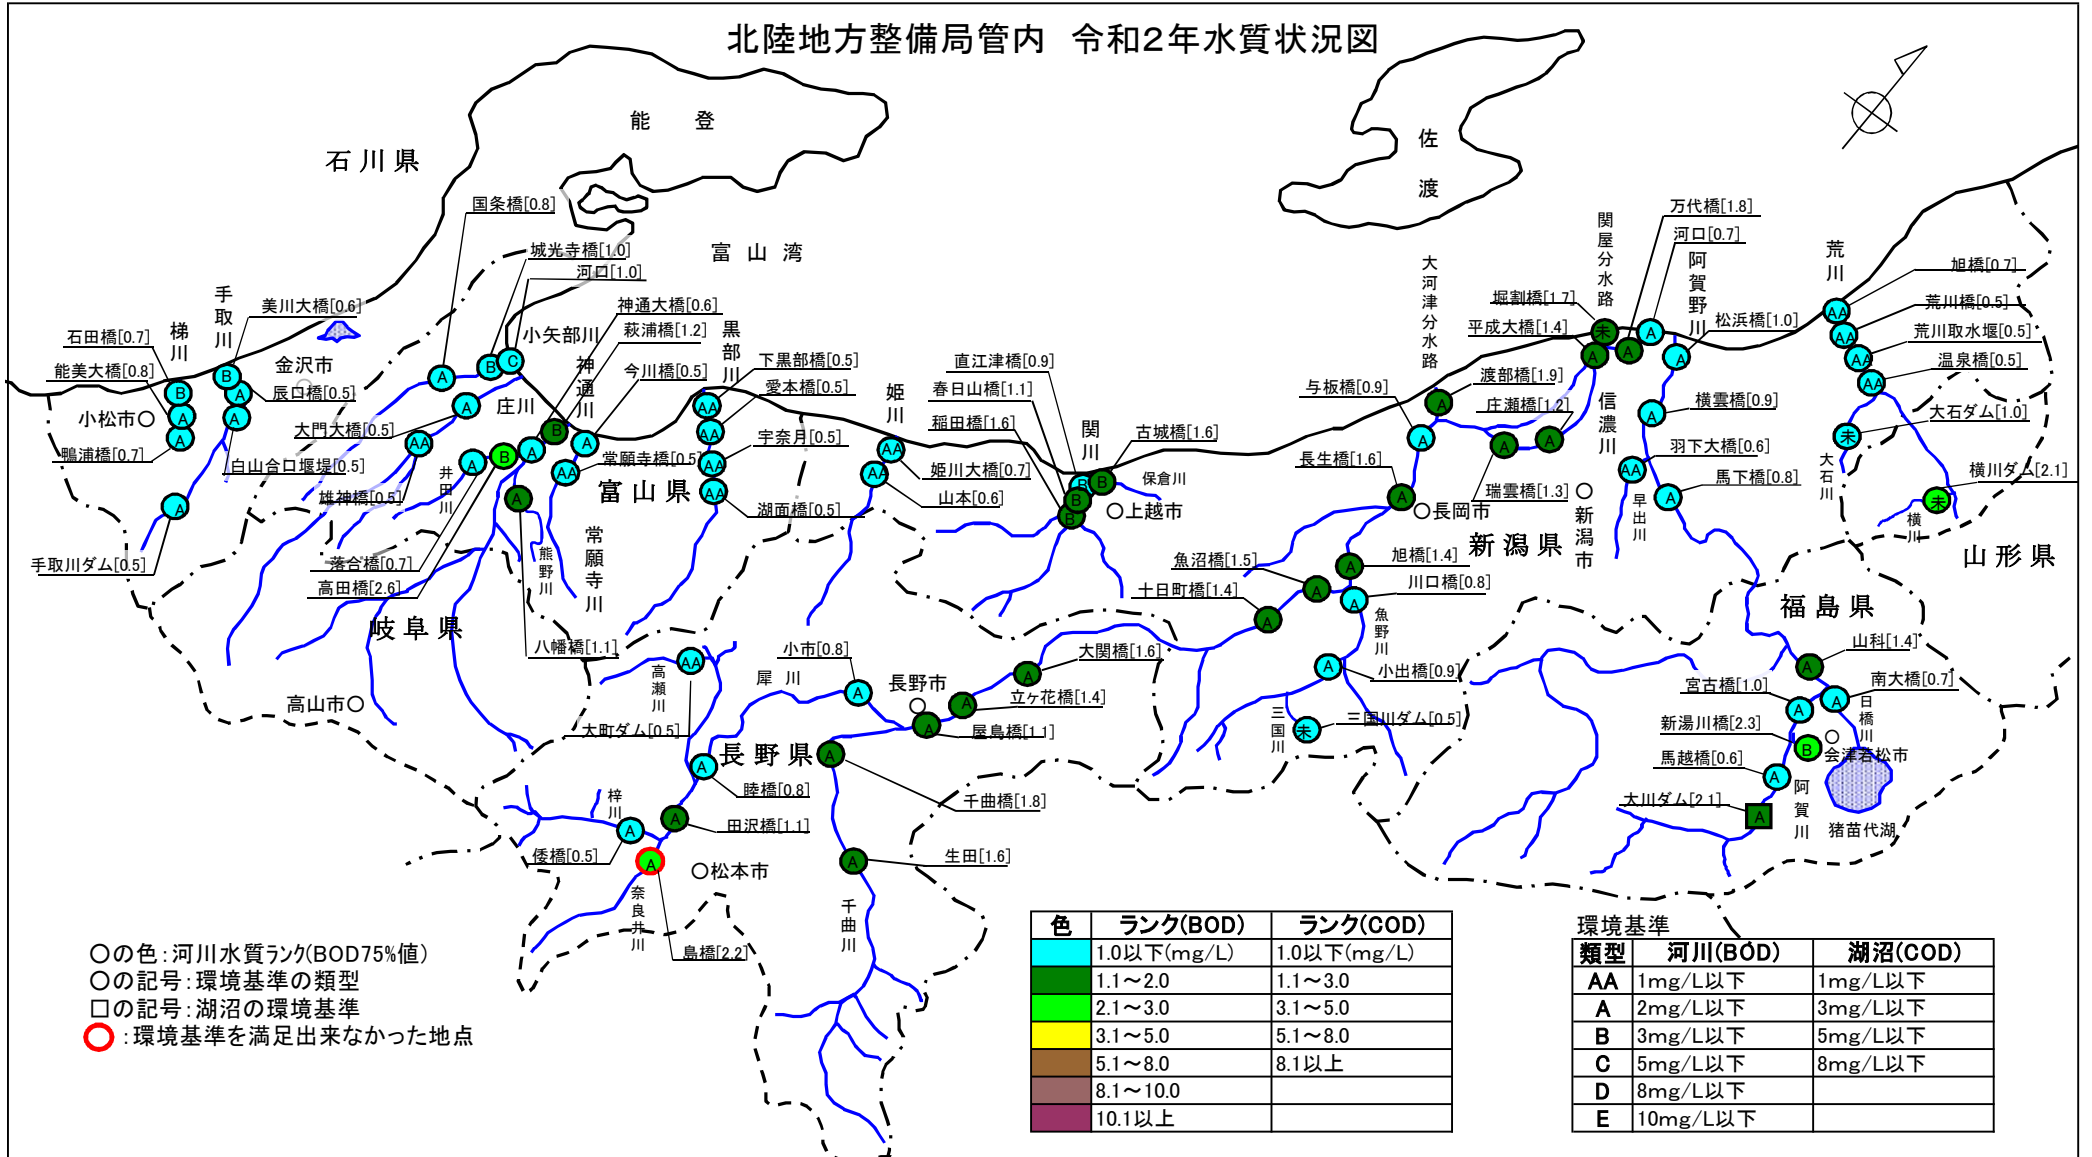 北陸地方整備局管内　令和2年水質状況図
能　登
石川県
佐渡
富山湾
国条橋[0.8]
城光寺橋[1.0]
河口[1.0]
神通大橋[0.6]
萩浦橋[1.2]
今川橋[0.5]
小矢部川
神通川
黒部川
庄川
手取川
梯川
美川大橋[0.6]
石田橋[0.7]
能美大橋[0.8]
金沢市
辰口橋[0.5]
小松市
鴨浦橋[0.7]
白山合口堰堤[0.5]
手取川ダム[0.5]
大門大橋[0.5]
雄神橋[0.5]
井田川
落合橋[0.7]
高田橋[2.6]
常願寺橋[0.5]
富山県
熊野川
常願寺川
八幡橋[1.1]
岐阜県
高山市
下黒部橋[0.5]
愛本橋[0.5]
宇奈月[0.5]
湖面橋[0.5]
姫川
姫川大橋[0.7]
山本[0.6]
直江津橋[0.9]
春日山橋[1.1]
稲田橋[1.6]
関川
古城橋[1.6]
保倉川
上越市
大河津分水路
関屋分水路
万代橋[1.8]
河口[0.7]
阿賀野川
松浜橋[1.0]
堀割橋[1.7]
平成大橋[1.4]
与板橋[0.9]
渡部橋[1.9]
庄瀬橋[1.2]
信濃川
長生橋[1.6]
瑞雲橋[1.3]
新潟市
長岡市
新潟県
横雲橋[0.9]
羽下大橋[0.6]
馬下橋[0.8]
早出川
荒川
旭橋[0.7]
荒川橋[0.5]
荒川取水堰[0.5]
温泉橋[0.5]
大石ダム[1.0]
大石川
横川ダム[2.1]
横川
山形県
福島県
魚沼橋[1.5]
旭橋[1.4]
十日町橋[1.4]
川口橋[0.8]
魚野川
小出橋[0.9]
三国川
三国川ダム[0.5]
山科[1.4]
宮古橋[1.0]
南大橋[0.7]
日橋川
新湯川橋[2.3]
会津若松市
馬越橋[0.6]
大川ダム[2.1]
阿賀川
猪苗代湖
小市[0.8]
犀川
高瀬川
大町ダム[0.5]
長野市
大関橋[1.6]
立ヶ花橋[1.4]
屋島橋[1.1]
長野県
睦橋[0.8]
千曲橋[1.8]
梓川
田沢橋[1.1]
倭橋[0.5]
松本市
生田[1.6]
奈良井川
島橋[2.2]
千曲川
○の色：河川水質ランク(BOD75%値)
○の記号：環境基準の類型
□の記号：湖沼の環境基準
：環境基準を満足出来なかった地点
色　ランク(BOD)　ランク(COD)
1.0以下(mg/L)　1.0以下(mg/L)
1.1～2.0　1.1～3.0
2.1～3.0　3.1～5.0
3.1～5.0　5.1～8.0
5.1～8.0　8.1以上
8.1～10.0
10.1以上
環境基準
類型　河川(BOD)　湖沼(COD)
AA　1mg/L以下　1mg/L以下
A　2mg/L以下　3mg/L以下
B　3mg/L以下　5mg/L以下
C　5mg/L以下　8mg/L以下
D　8mg/L以下
E　10mg/L以下